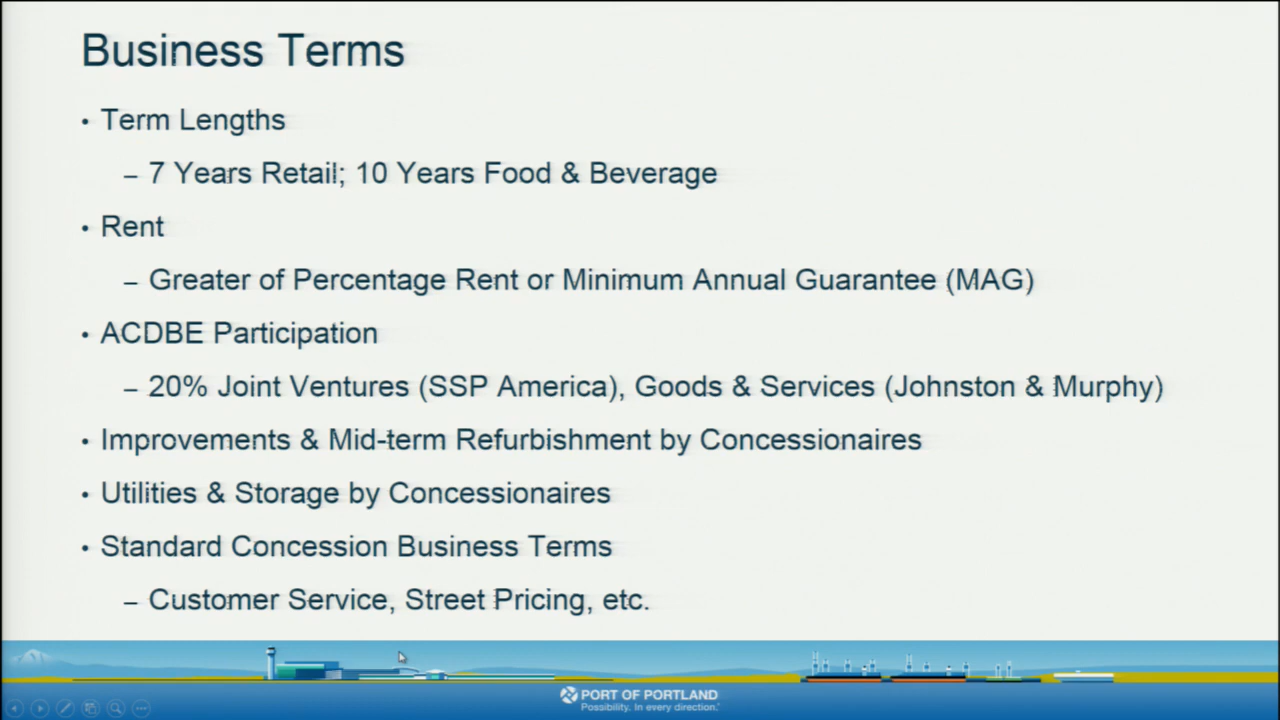 Business Terms
• Term Lengths
– 7 Years Retail; 10 Years Food & Beverage
• Rent
– Greater of Percentage Rent or Minimum Annual Guarantee (MAG)
• ACDBE Participation
– 20% Joint Ventures (SSP America), Goods & Services (Johnston & Murphy)
• Improvements & Mid-term Refurbishment by Concessionaires
• Utilities & Storage by Concessionaires
• Standard Concession Business Terms
– Customer Service, Street Pricing, etc.
PORT OF PORTLAND
Possibility. In every direction.